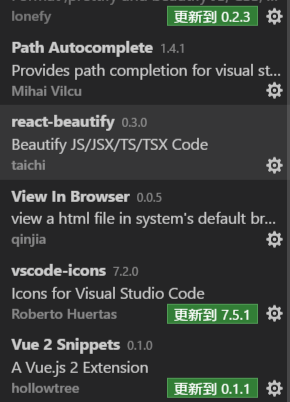 lonefy
更新到 0.2.3
Path Autocomplete 1.4.1
Provides path completion for visual st...
Mihai Vilcu
react-beautify 0.3.0
Beautify JS/JSX/TS/TSX Code
taichi
View In Browser 0.0.5
view a html file in system's default br...
qinjia
vscode-icons 7.2.0
Icons for Visual Studio Code
Roberto Huertas
更新到 7.5.1
Vue 2 Snippets 0.1.0
A Vue.js 2 Extension
hollowtree
更新到 0.1.1